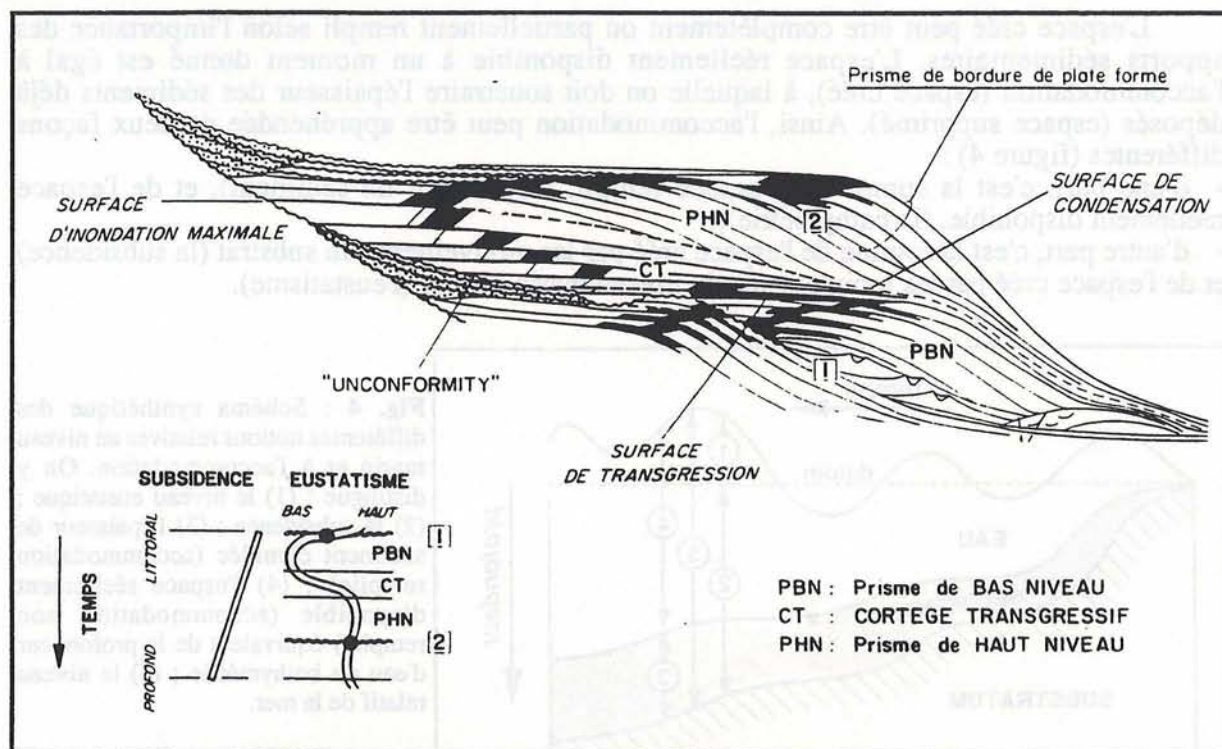 Prisme de bordure de plate forme
SURFACE
D'INONDATION MAXIMALE
SURFACE DE
CONDENSATION
PHN
[2]
CT
PBN
[1]
"UNCONFORMITY"
SURFACE
DE TRANSGRESSION
SUBSIDENCE
EUSTATISME
BAS
HAUT
[1]
PBN
CT
PHN
[2]
TEMPS
PROFOND
LITTORAL
PBN : Prisme de BAS NIVEAU
CT : CORTEGE TRANSGRESSIF
PHN : Prisme de HAUT NIVEAU